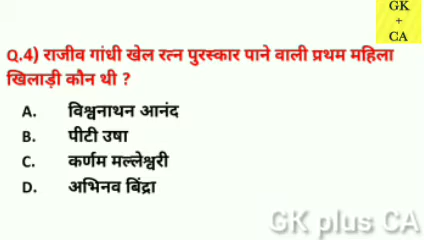 GK
+
CA
Q.4) राजीव गांधी खेल रत्न पुरस्कार पाने वाली प्रथम महिला
खिलाड़ी कौन थी ?
A. विश्वनाथन आनंद
B. पीटी उषा
C. कर्णम मल्लेश्वरी
D. अभिनव बिंद्रा
GK plus CA